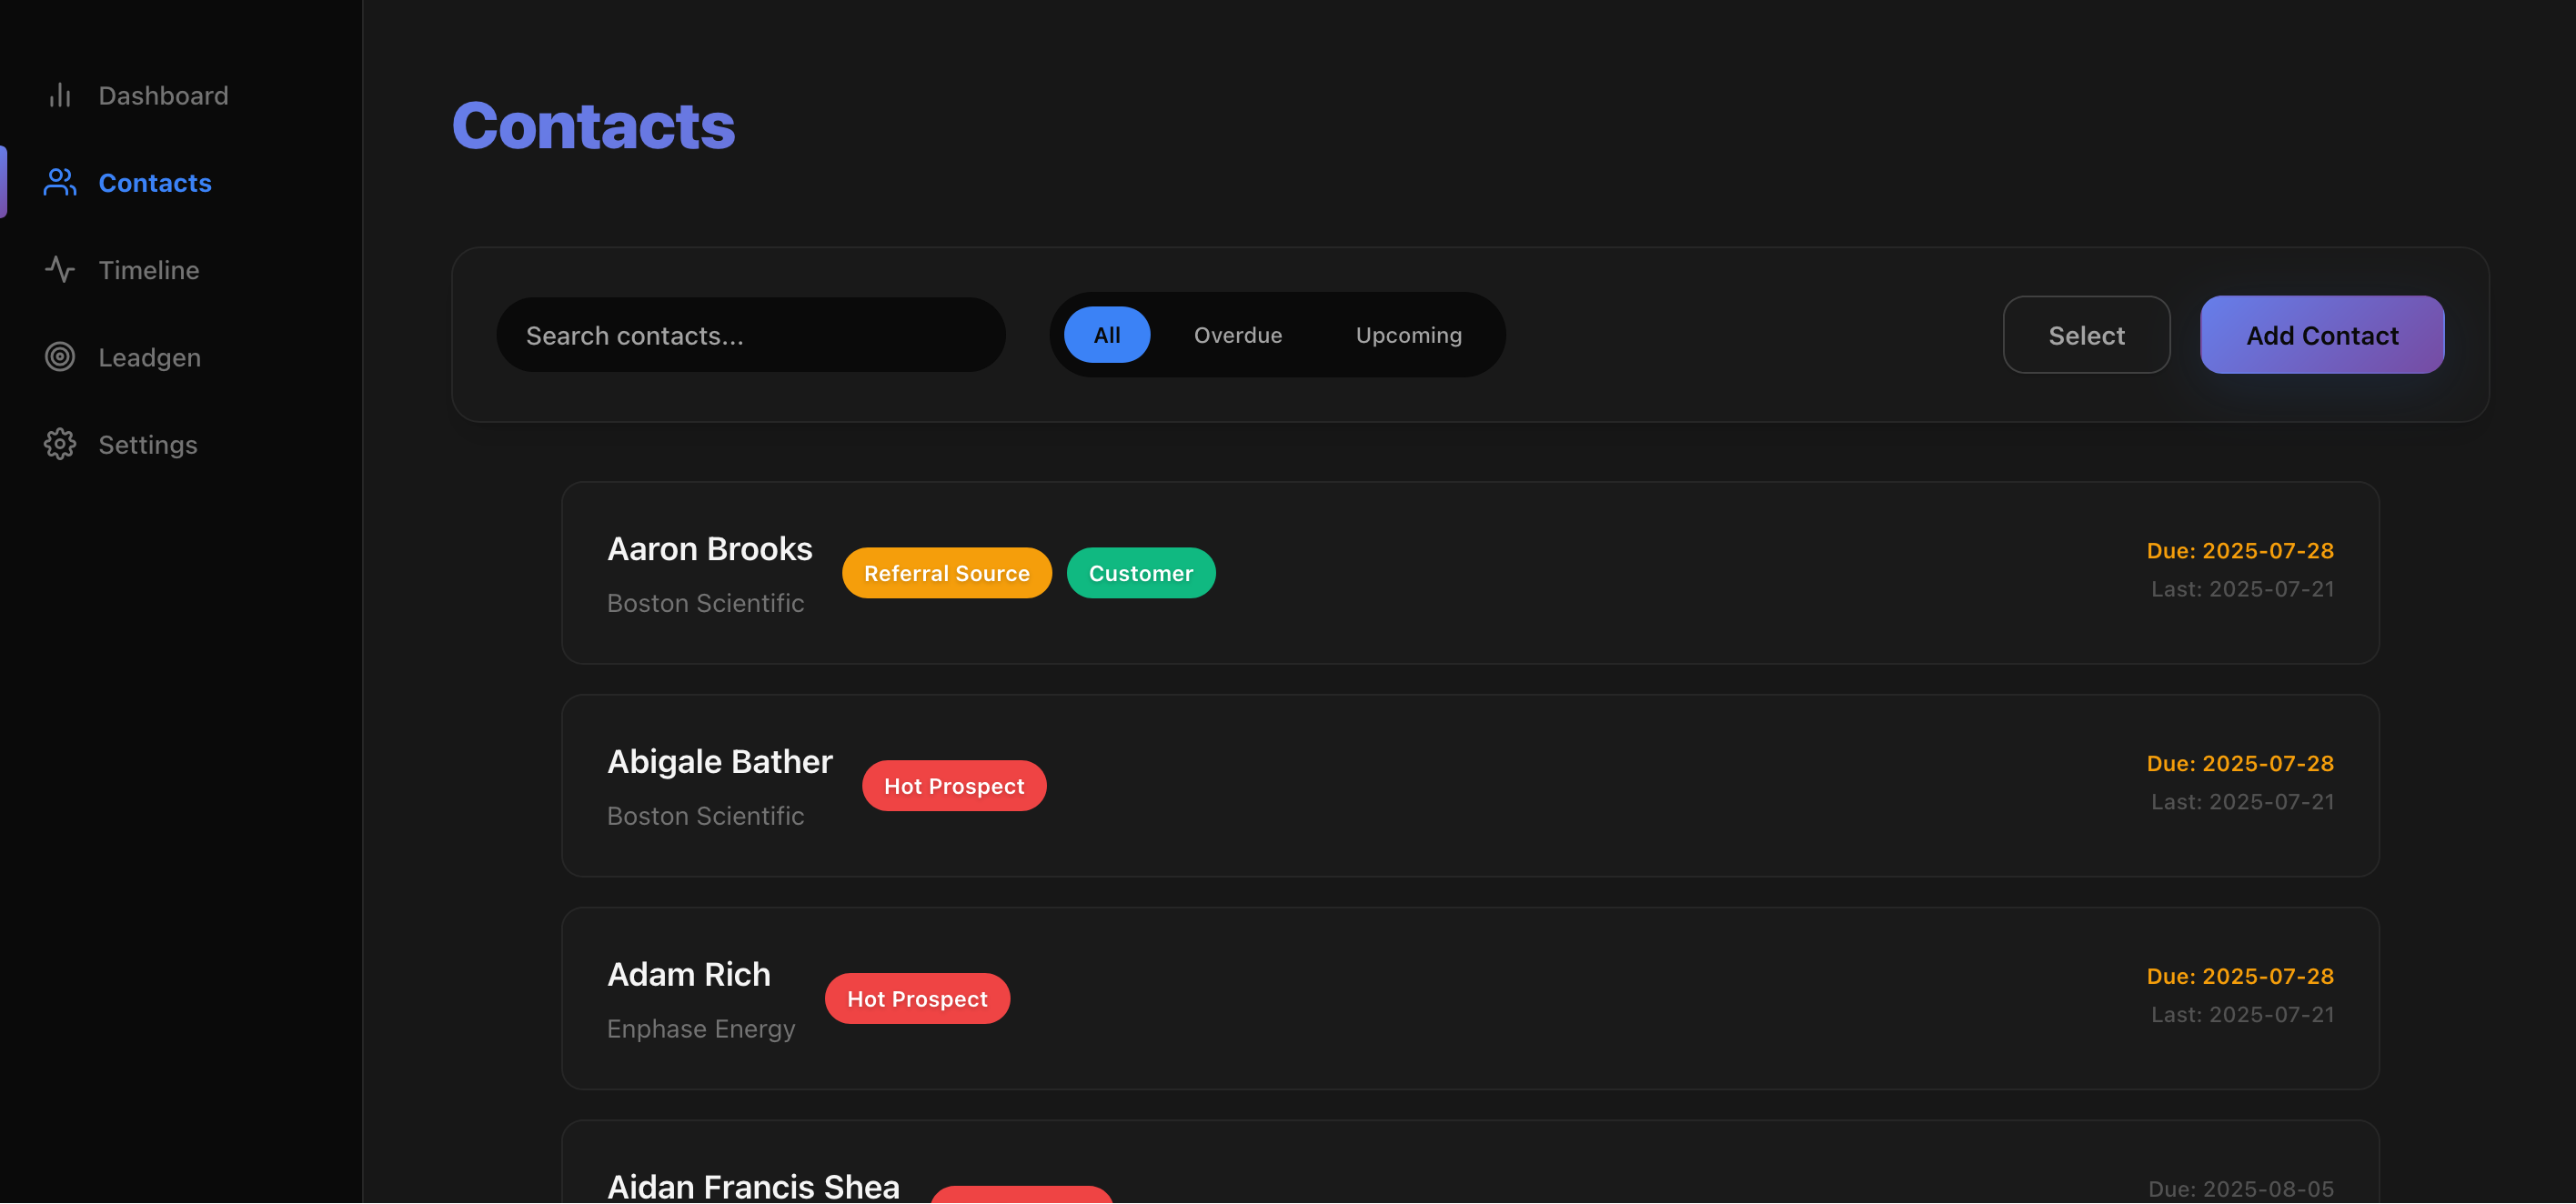 Dashboard
Contacts
Timeline
Leadgen
Settings
Contacts
Search contacts...
All
Overdue
Upcoming
Select
Add Contact
Aaron Brooks
Boston Scientific
Referral Source
Customer
Due: 2025-07-28
Last: 2025-07-21
Abigale Bather
Boston Scientific
Hot Prospect
Due: 2025-07-28
Last: 2025-07-21
Adam Rich
Enphase Energy
Hot Prospect
Due: 2025-07-28
Last: 2025-07-21
Aidan Francis Shea
Due: 2025-08-05